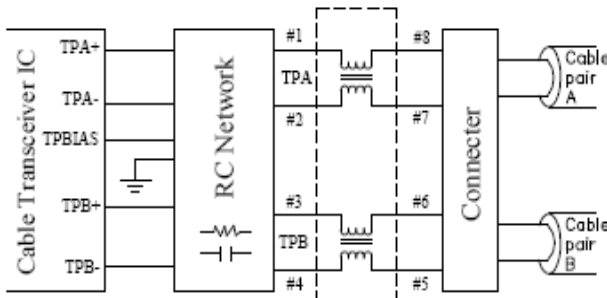 Cable Transceiver IC
TPA+
TPA-
TPBIAS
TPB+
TPB-
RC Network
#1
TPA
#2
#3
TPB
#4
#8
#7
#6
#5
Connecter
Cable
pair
A
Cable
pair
B